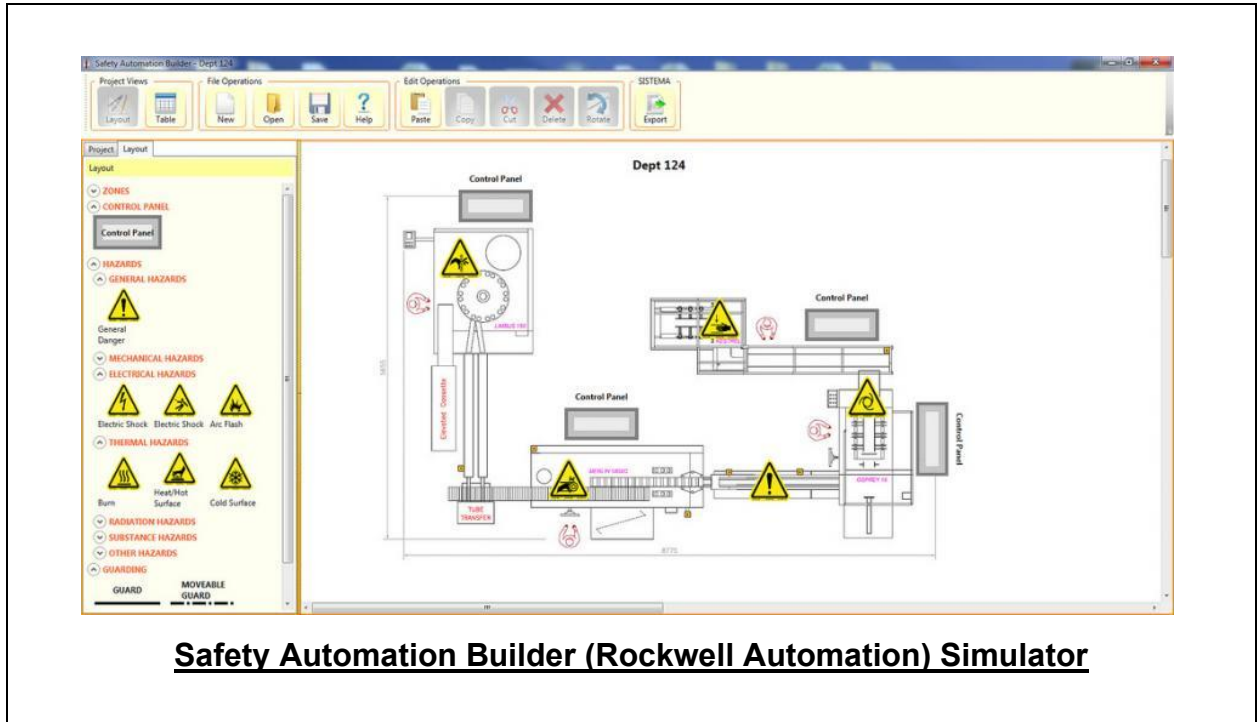 Safety Automation Builder - Dept 124
Project Views
File Operations
Edit Operations
SISTEMA
Layout
Table
New
Open
Save
Help
Paste
Copy
Cut
Delete
Rotate
Export
Project
Layout
Layout
ZONES
CONTROL PANEL
Control Panel
HAZARDS
GENERAL HAZARDS
General
Danger
MECHANICAL HAZARDS
ELECTRICAL HAZARDS
Electric Shock
Electric Shock
Arc Flash
THERMAL HAZARDS
Burn
Heat/Hot
Surface
Cold Surface
RADIATION HAZARDS
SUBSTANCE HAZARDS
OTHER HAZARDS
GUARDING
GUARD
MOVEABLE
GUARD
Dept 124
Control Panel
Control Panel
Control Panel
Control Panel
Elevated Conveyor
TUBE
TRANSFER
8775
Safety Automation Builder (Rockwell Automation) Simulator